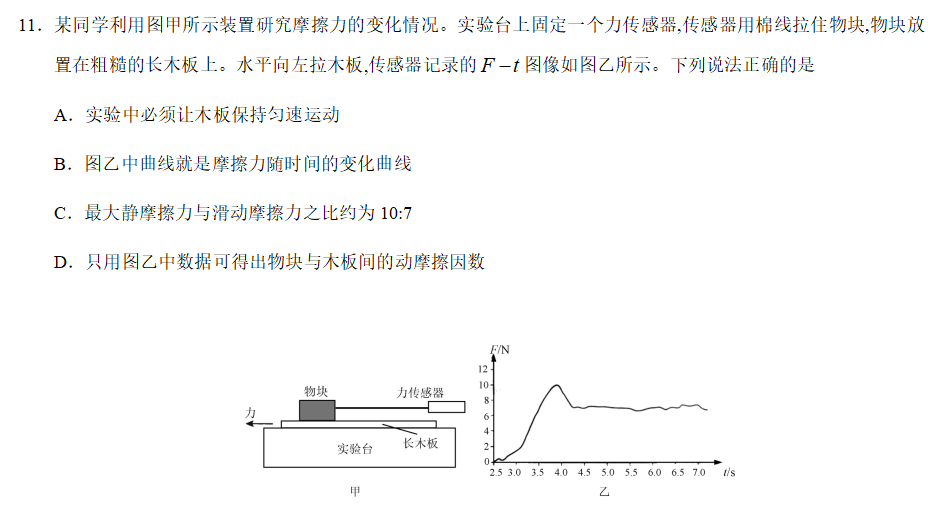 11．某同学利用图甲所示装置研究摩擦力的变化情况。实验台上固定一个力传感器,传感器用棉线拉住物块,物块放
置在粗糙的长木板上。水平向左拉木板,传感器记录的 F－t 图像如图乙所示。下列说法正确的是
A．实验中必须让木板保持匀速运动
B．图乙中曲线就是摩擦力随时间的变化曲线
C．最大静摩擦力与滑动摩擦力之比约为 10:7
D．只用图乙中数据可得出物块与木板间的动摩擦因数
物块
力传感器
力
长木板
实验台
甲
F/N
12
10
8
6
4
2
0
2.5 3.0 3.5 4.0 4.5 5.0 5.5 6.0 6.5 7.0 t/s
乙